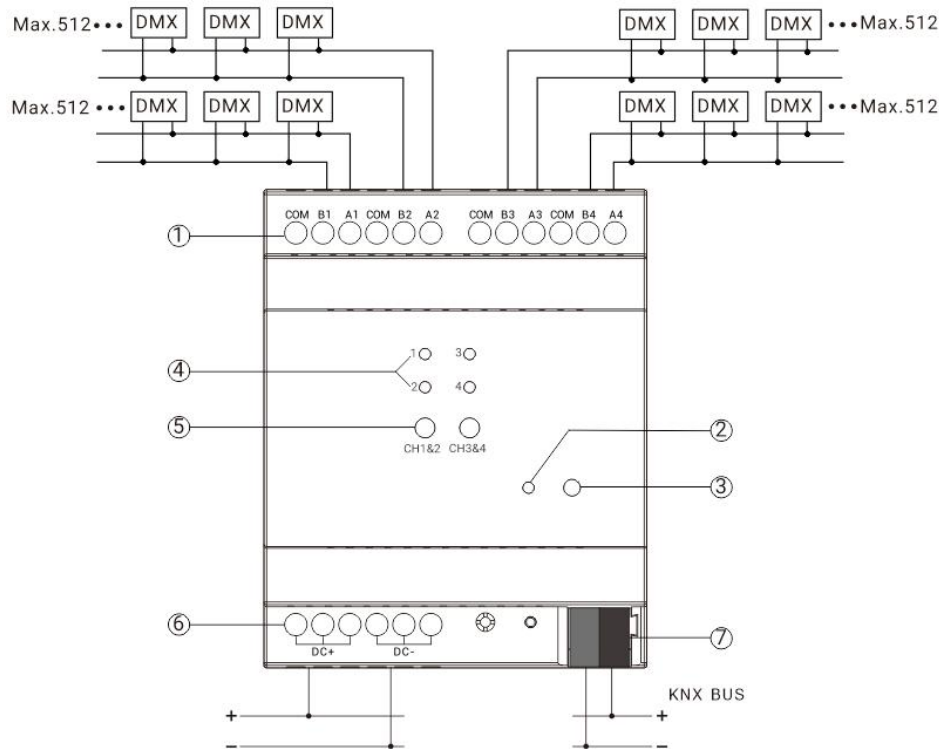 Max.512 ••• DMX DMX DMX DMX DMX DMX •••Max.512
Max.512 ••• DMX DMX DMX DMX DMX DMX •••Max.512
COM B1 A1 COM B2 A2 COM B3 A3 COM B4 A4
①
1 3
④
2 4
⑤
CH1&2 CH3&4
②
③
⑥
DC+ DC-
⑦
KNX BUS
+ +
− −